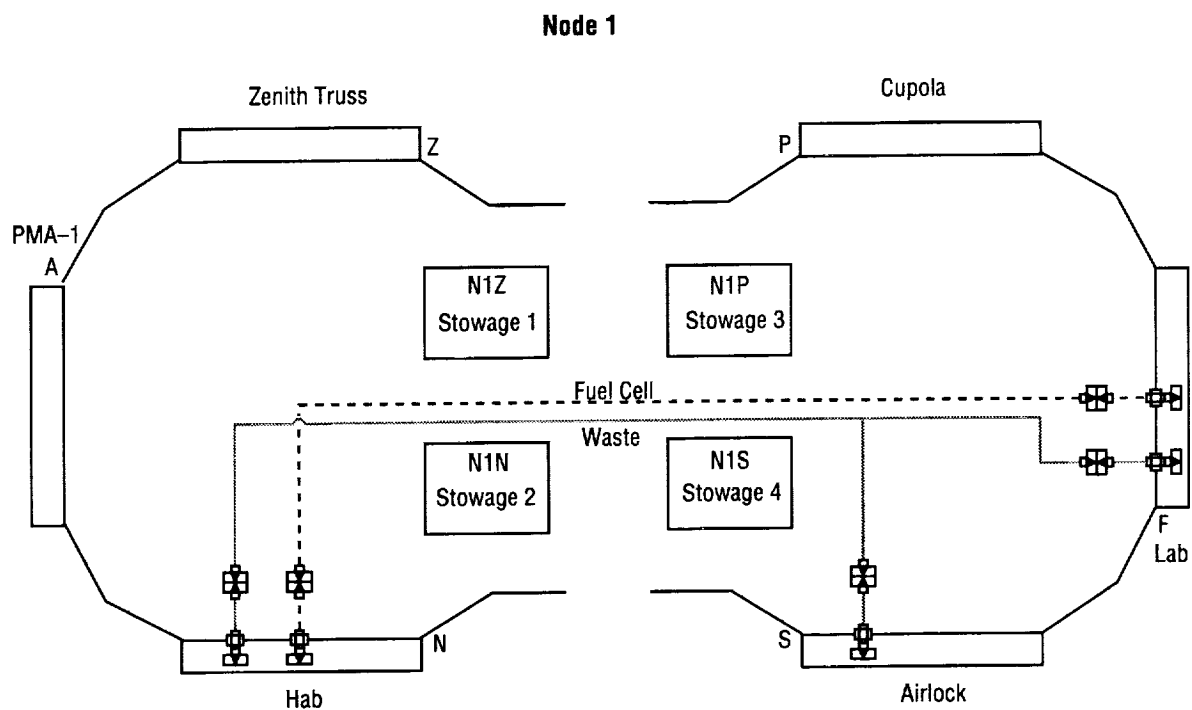 Node 1
Zenith Truss
Cupola
Z
P
PMA–1
A
N1Z
Stowage 1
N1P
Stowage 3
Fuel Cell
Waste
N1N
Stowage 2
N1S
Stowage 4
F
Lab
N
S
Hab
Airlock